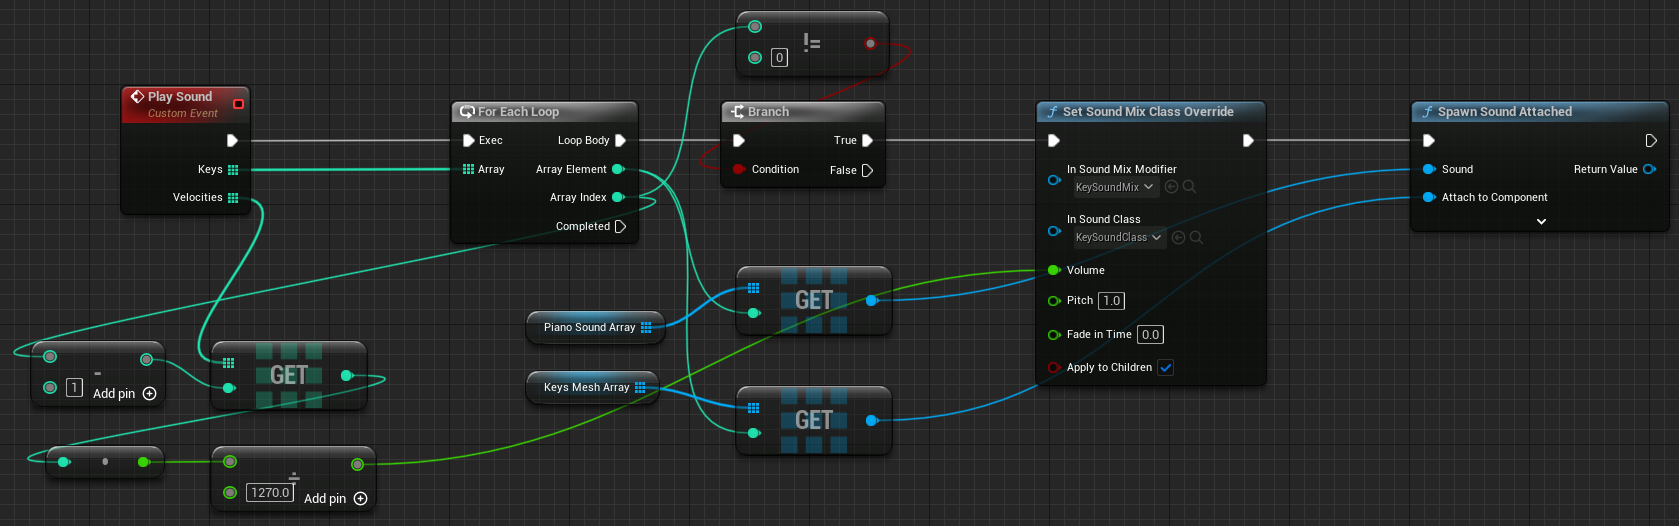 !=
0
Play Sound
Custom Event
Keys
Velocities
For Each Loop
Exec
Loop Body
Array
Array Element
Array Index
Completed
Branch
True
Condition
False
Set Sound Mix Class Override
In Sound Mix Modifier
KeySoundMix
In Sound Class
KeySoundClass
Volume
Pitch 1.0
Fade in Time 0.0
Apply to Children
Spawn Sound Attached
Sound
Return Value
Attach to Component
Piano Sound Array
GET
Keys Mesh Array
GET
-
1
Add pin
GET
÷
1270.0
Add pin